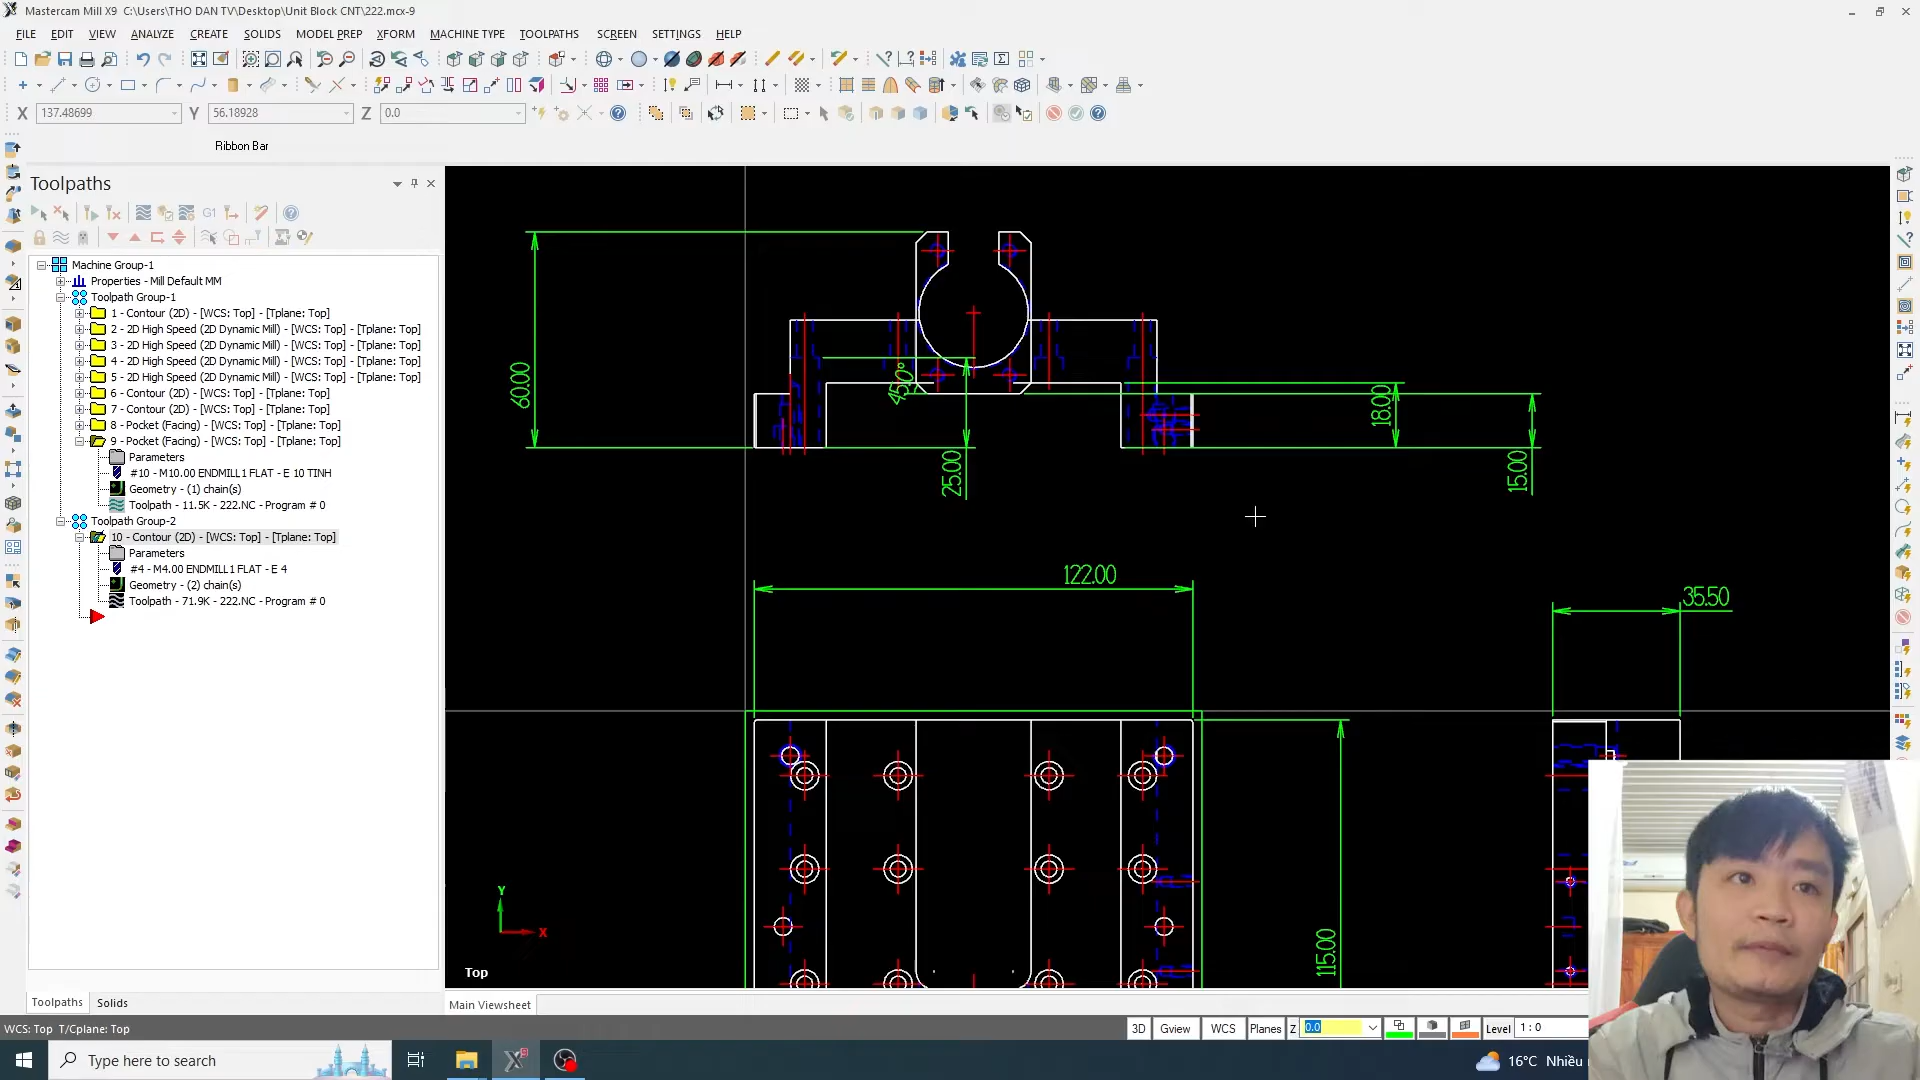 Mastercam Mill X9 C:\Users\THO DAN TV\Desktop\Unit Block CNT\222.mcx-9
FILE EDIT VIEW ANALYZE CREATE SOLIDS MODEL PREP XFORM MACHINE TYPE TOOLPATHS SCREEN SETTINGS HELP
X 137.48699 Y 56.18928 Z 0.0
Ribbon Bar
Toolpaths
G1
Machine Group-1
Properties - Mill Default MM
Toolpath Group-1
1 - Contour (2D) - [WCS: Top] - [Tplane: Top]
2 - 2D High Speed (2D Dynamic Mill) - [WCS: Top] - [Tplane: Top]
3 - 2D High Speed (2D Dynamic Mill) - [WCS: Top] - [Tplane: Top]
4 - 2D High Speed (2D Dynamic Mill) - [WCS: Top] - [Tplane: Top]
5 - 2D High Speed (2D Dynamic Mill) - [WCS: Top] - [Tplane: Top]
6 - Contour (2D) - [WCS: Top] - [Tplane: Top]
7 - Contour (2D) - [WCS: Top] - [Tplane: Top]
8 - Pocket (Facing) - [WCS: Top] - [Tplane: Top]
9 - Pocket (Facing) - [WCS: Top] - [Tplane: Top]
Parameters
#10 - M10.00 ENDMILL1 FLAT - E 10 TINH
Geometry - (1) chain(s)
Toolpath - 11.5K - 222.NC - Program # 0
Toolpath Group-2
10 - Contour (2D) - [WCS: Top] - [Tplane: Top]
Parameters
#4 - M4.00 ENDMILL1 FLAT - E 4
Geometry - (2) chain(s)
Toolpath - 71.9K - 222.NC - Program # 0
60.00
45.0°
25.00
18.00
15.00
122.00
35.50
115.00
Y
X
Top
Toolpaths Solids
Main Viewsheet
WCS: Top T/Cplane: Top
3D Gview WCS Planes Z 0.0 Level 1 : 0
Type here to search
16°C Nhiều